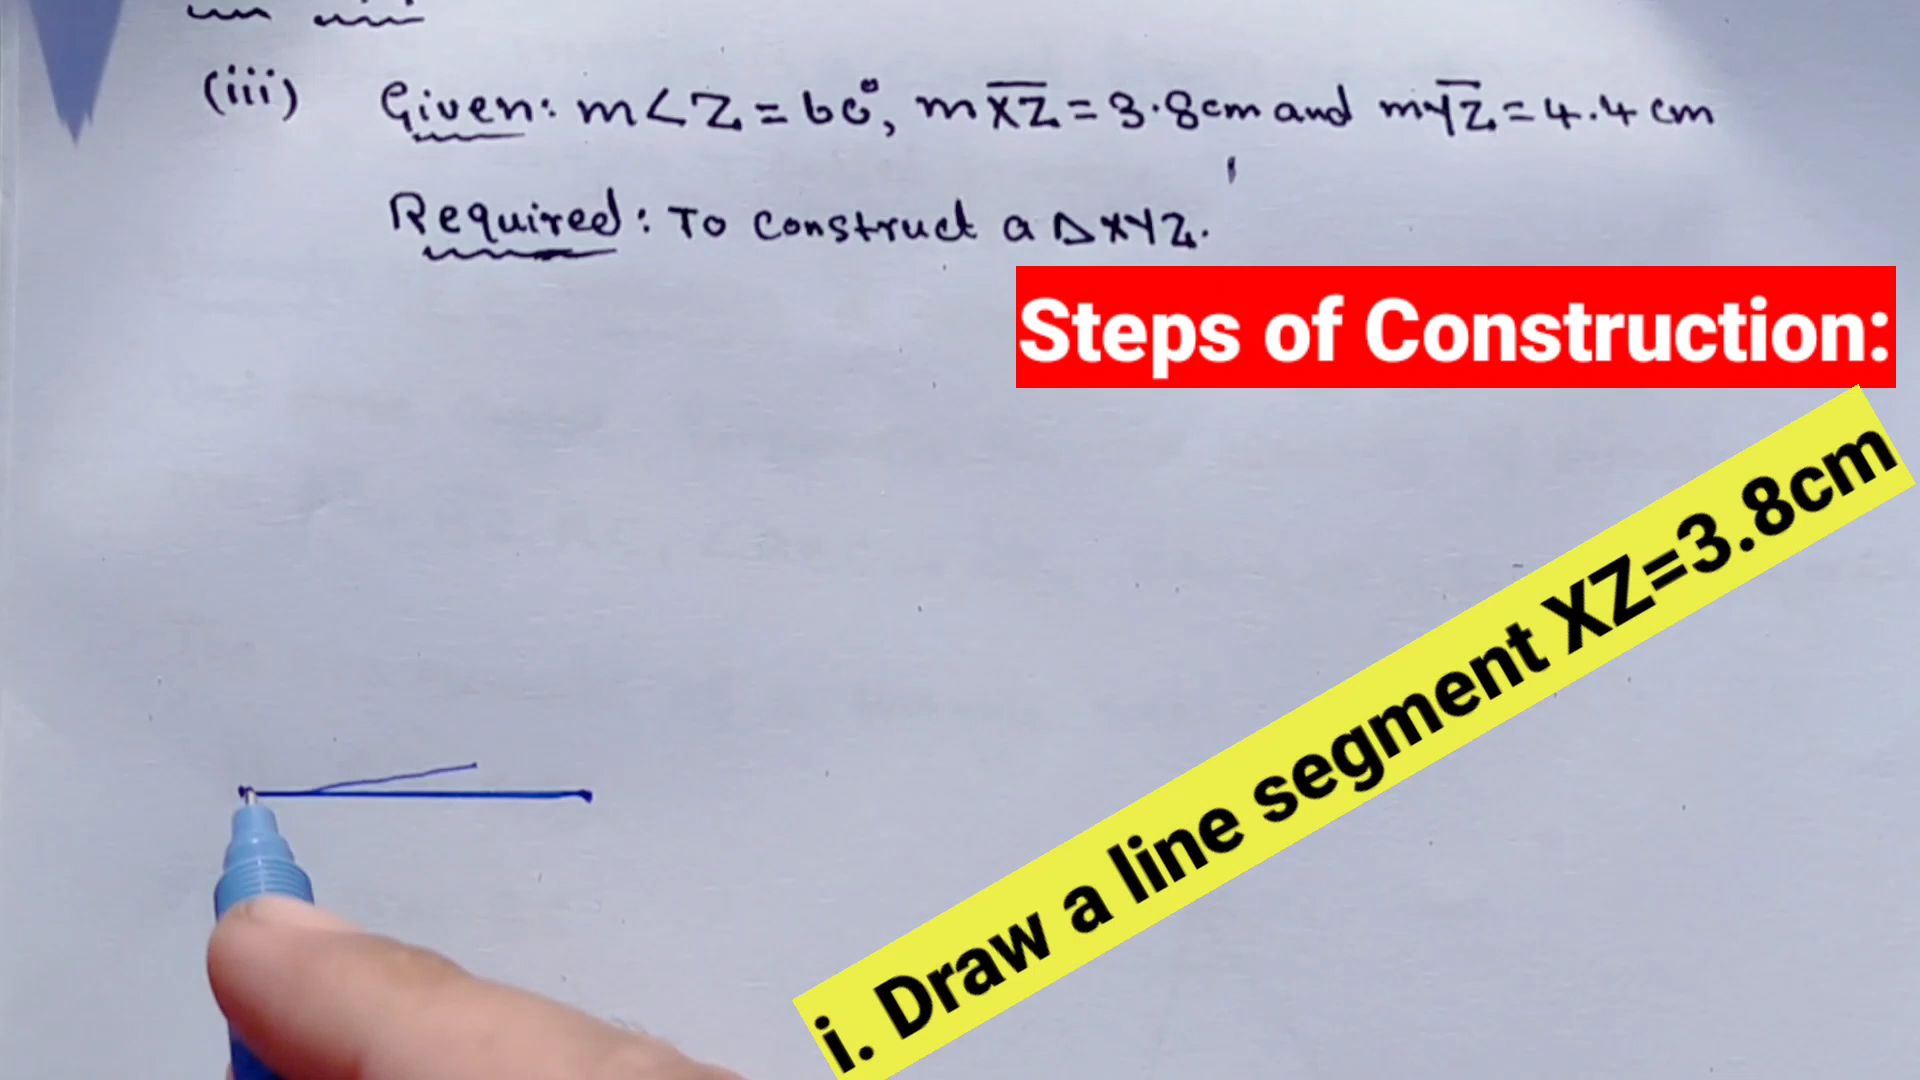 (iii) Given: m<Z = 60°, m XZ = 3.8cm and mYZ = 4.4 cm
Required: To construct a ΔXYZ.
Steps of Construction:
i. Draw a line segment XZ=3.8cm